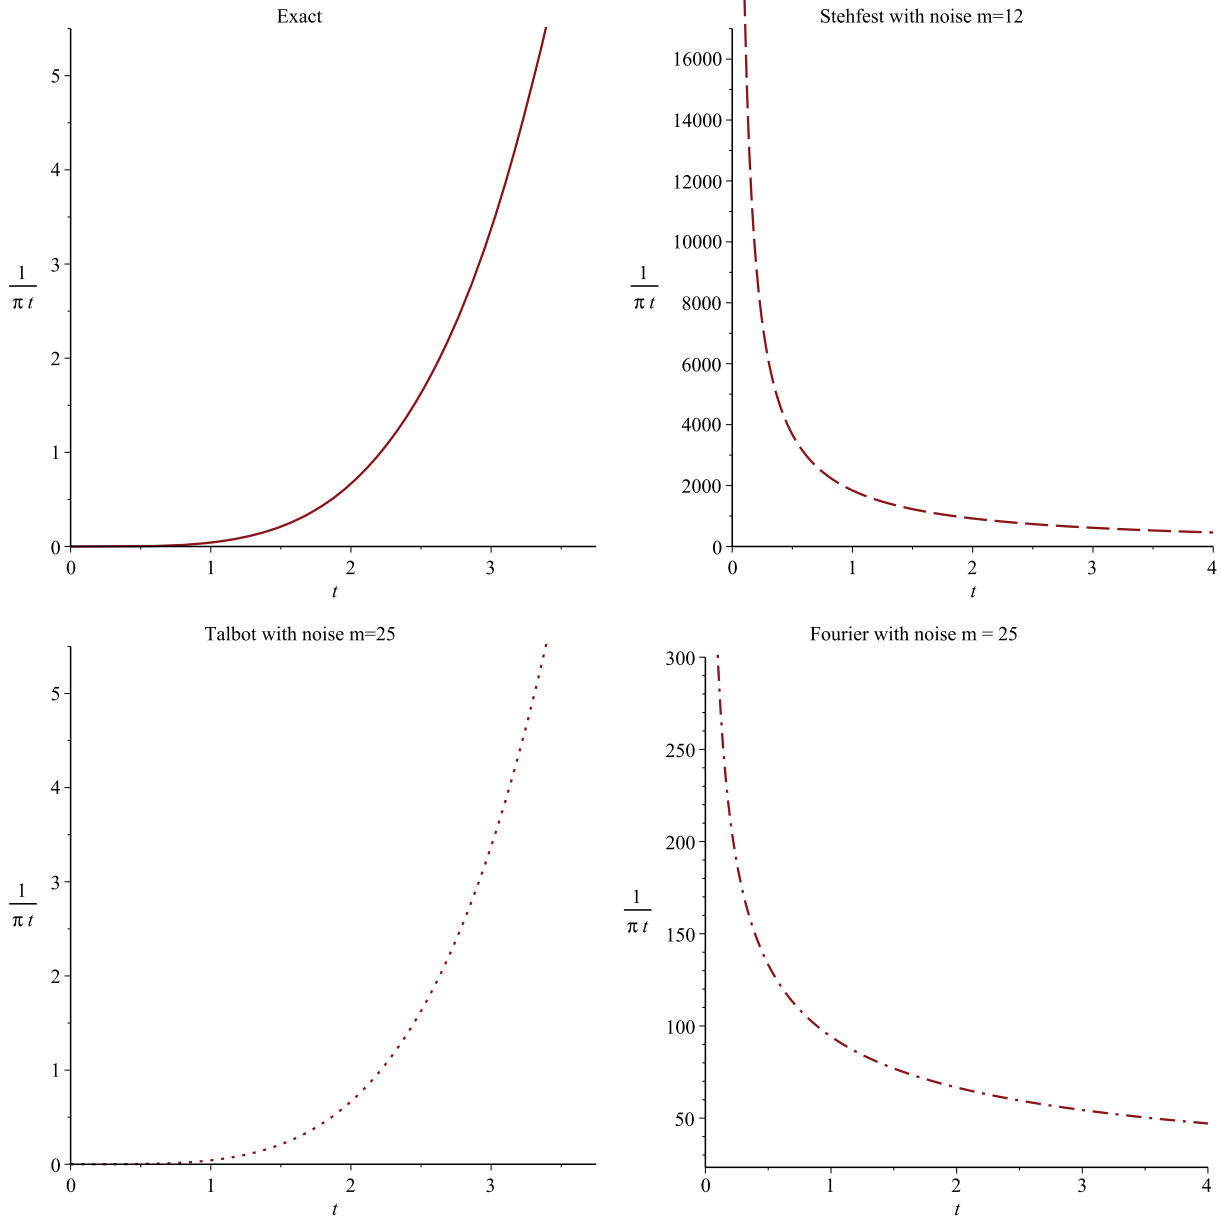 Exact
5
4
3
2
1
0
1
π t
0 1 2 3
t
Stehfest with noise m=12
16000
14000
12000
10000
8000
6000
4000
2000
0
1
π t
0 1 2 3 4
t
Talbot with noise m=25
5
4
3
2
1
0
1
π t
0 1 2 3
t
Fourier with noise m = 25
300
250
200
150
100
50
1
π t
0 1 2 3 4
t